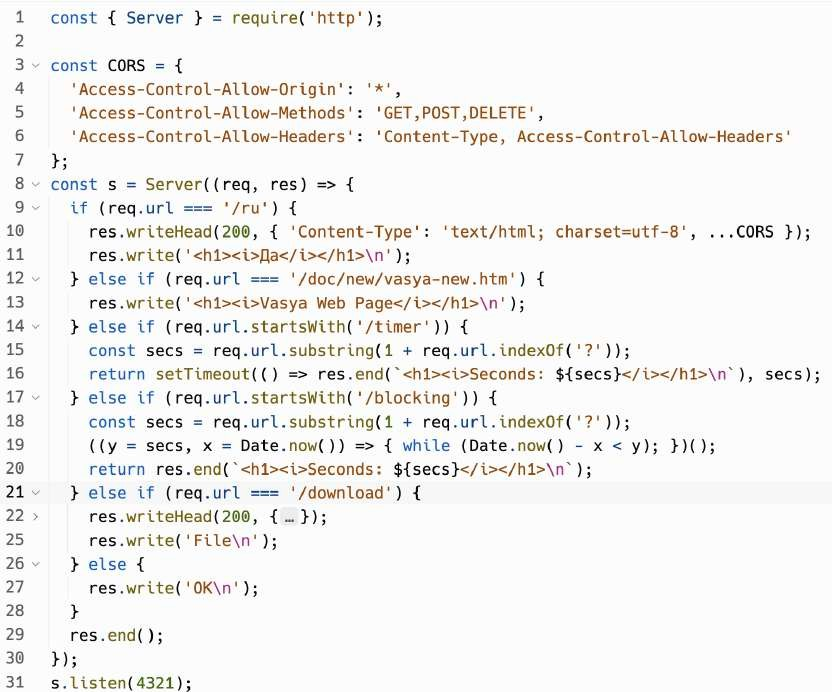 1 const { Server } = require('http');
2
3 const CORS = {
4   'Access-Control-Allow-Origin': '*',
5   'Access-Control-Allow-Methods': 'GET,POST,DELETE',
6   'Access-Control-Allow-Headers': 'Content-Type, Access-Control-Allow-Headers'
7 };
8 const s = Server((req, res) => {
9   if (req.url === '/ru') {
10     res.writeHead(200, { 'Content-Type': 'text/html; charset=utf-8', ...CORS });
11     res.write('<h1><i>Да</i></h1>\n');
12   } else if (req.url === '/doc/new/vasya-new.htm') {
13     res.write('<h1><i>Vasya Web Page</i></h1>\n');
14   } else if (req.url.startsWith('/timer')) {
15     const secs = req.url.substring(1 + req.url.indexOf('?'));
16     return setTimeout(() => res.end(`<h1><i>Seconds: ${secs}</i></h1>\n`), secs);
17   } else if (req.url.startsWith('/blocking')) {
18     const secs = req.url.substring(1 + req.url.indexOf('?'));
19     ((y = secs, x = Date.now()) => { while (Date.now() - x < y); })();
20     return res.end(`<h1><i>Seconds: ${secs}</i></h1>\n`);
21   } else if (req.url === '/download') {
22     res.writeHead(200, {…});
25     res.write('File\n');
26   } else {
27     res.write('OK\n');
28   }
29   res.end();
30 });
31 s.listen(4321);